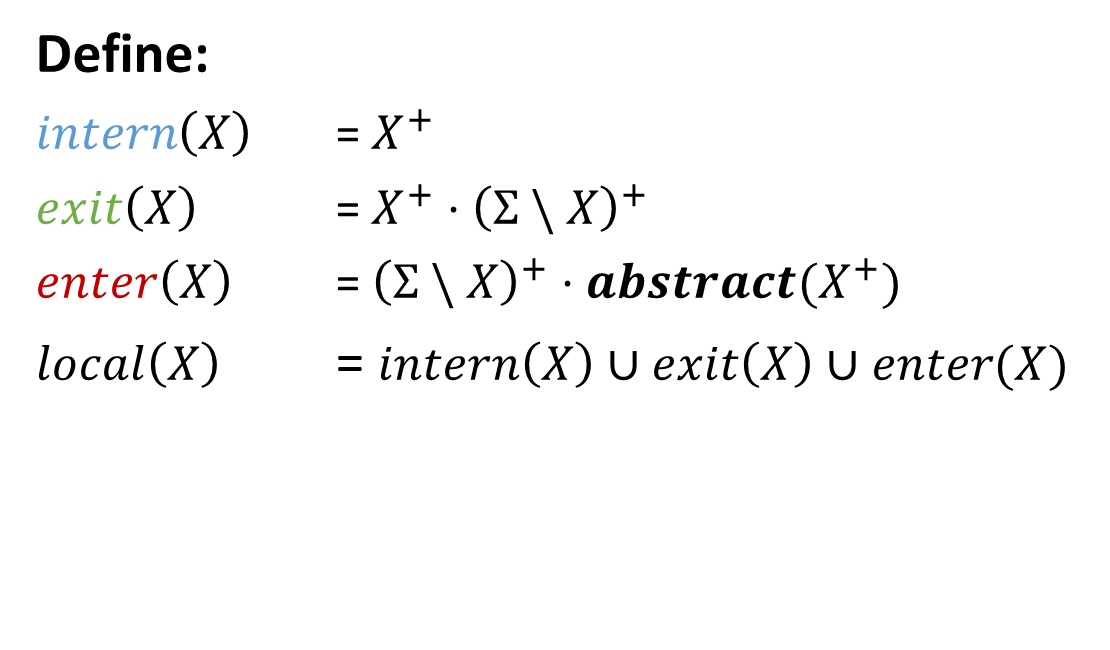 Define:
intern(X) = X⁺
exit(X) = X⁺ · (Σ \ X)⁺
enter(X) = (Σ \ X)⁺ · abstract(X⁺)
local(X) = intern(X) ∪ exit(X) ∪ enter(X)